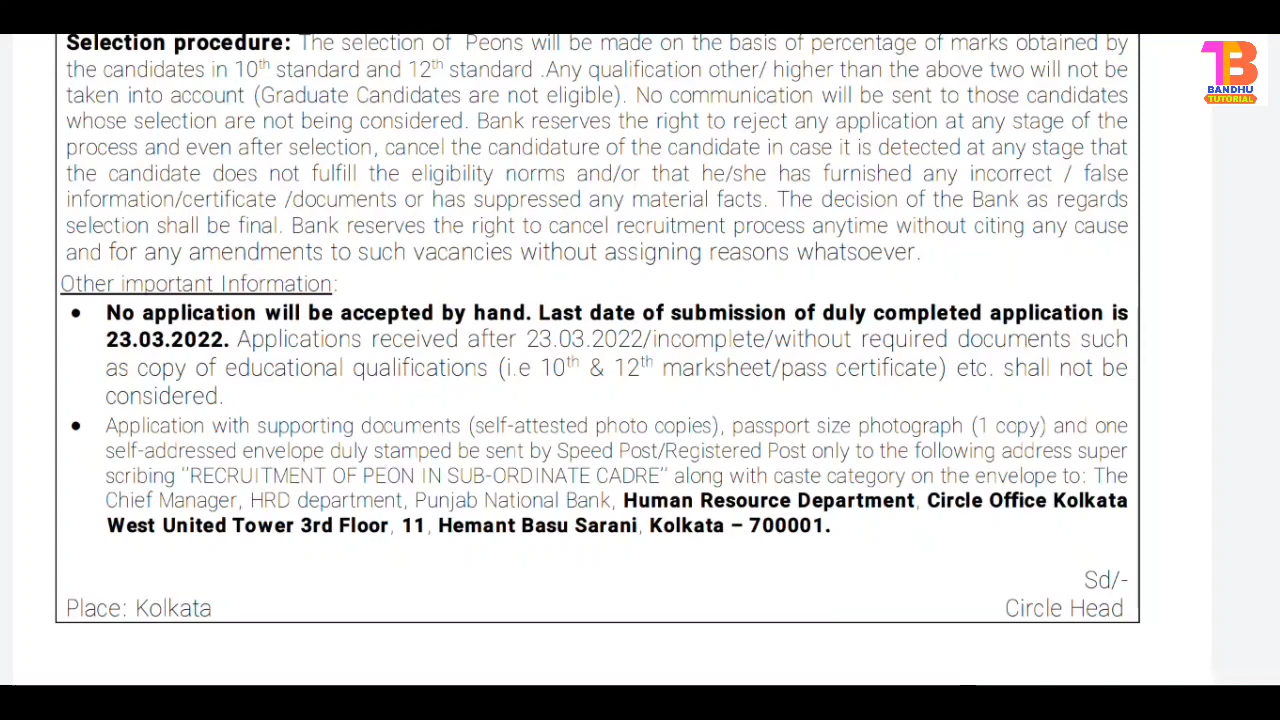 Selection procedure: The selection of Peons will be made on the basis of percentage of marks obtained by
the candidates in 10th standard and 12th standard .Any qualification other/ higher than the above two will not be
taken into account (Graduate Candidates are not eligible). No communication will be sent to those candidates
whose selection are not being considered. Bank reserves the right to reject any application at any stage of the
process and even after selection, cancel the candidature of the candidate in case it is detected at any stage that
the candidate does not fulfill the eligibility norms and/or that he/she has furnished any incorrect / false
information/certificate /documents or has suppressed any material facts. The decision of the Bank as regards
selection shall be final. Bank reserves the right to cancel recruitment process anytime without citing any cause
and for any amendments to such vacancies without assigning reasons whatsoever.
Other important Information:
• No application will be accepted by hand. Last date of submission of duly completed application is
23.03.2022. Applications received after 23.03.2022/incomplete/without required documents such
as copy of educational qualifications (i.e 10th & 12th marksheet/pass certificate) etc. shall not be
considered.
• Application with supporting documents (self-attested photo copies), passport size photograph (1 copy) and one
self-addressed envelope duly stamped be sent by Speed Post/Registered Post only to the following address super
scribing "RECRUITMENT OF PEON IN SUB-ORDINATE CADRE" along with caste category on the envelope to: The
Chief Manager, HRD department, Punjab National Bank, Human Resource Department, Circle Office Kolkata
West United Tower 3rd Floor, 11, Hemant Basu Sarani, Kolkata – 700001.
Sd/-
Place: Kolkata Circle Head
TB
BANDHU
TUTORIAL